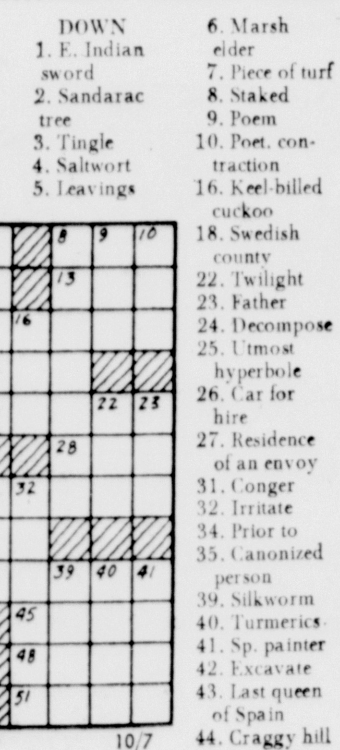 DOWN
1. E. Indian
sword
2. Sandarac
tree
3. Tingle
4. Saltwort
5. Leavings
6. Marsh
elder
7. Piece of turf
8. Staked
9. Poem
10. Poet. con-
traction
16. Keel-billed
cuckoo
18. Swedish
county
22. Twilight
23. Father
24. Decompose
25. Utmost
hyperbole
26. Car for
hire
27. Residence
of an envoy
31. Conger
32. Irritate
34. Prior to
35. Canonized
person
39. Silkworm
40. Turmerics
41. Sp. painter
42. Excavate
43. Last queen
of Spain
44. Craggy hill
8 9 10
13
16
22 23
28
32
39 40 41
45
48
51
10/7